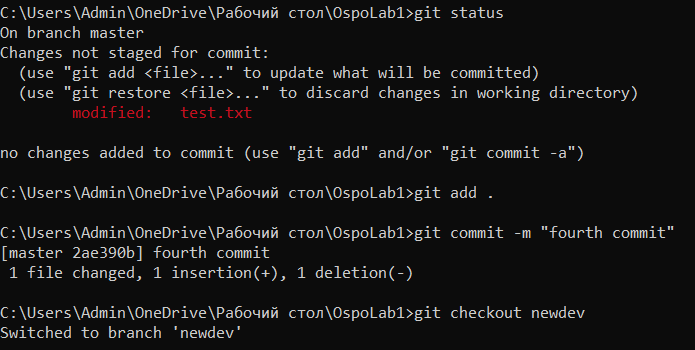 C:\Users\Admin\OneDrive\Рабочий стол\OspoLab1>git status
On branch master
Changes not staged for commit:
  (use "git add <file>..." to update what will be committed)
  (use "git restore <file>..." to discard changes in working directory)
        modified:   test.txt

no changes added to commit (use "git add" and/or "git commit -a")

C:\Users\Admin\OneDrive\Рабочий стол\OspoLab1>git add .

C:\Users\Admin\OneDrive\Рабочий стол\OspoLab1>git commit -m "fourth commit"
[master 2ae390b] fourth commit
 1 file changed, 1 insertion(+), 1 deletion(-)

C:\Users\Admin\OneDrive\Рабочий стол\OspoLab1>git checkout newdev
Switched to branch 'newdev'